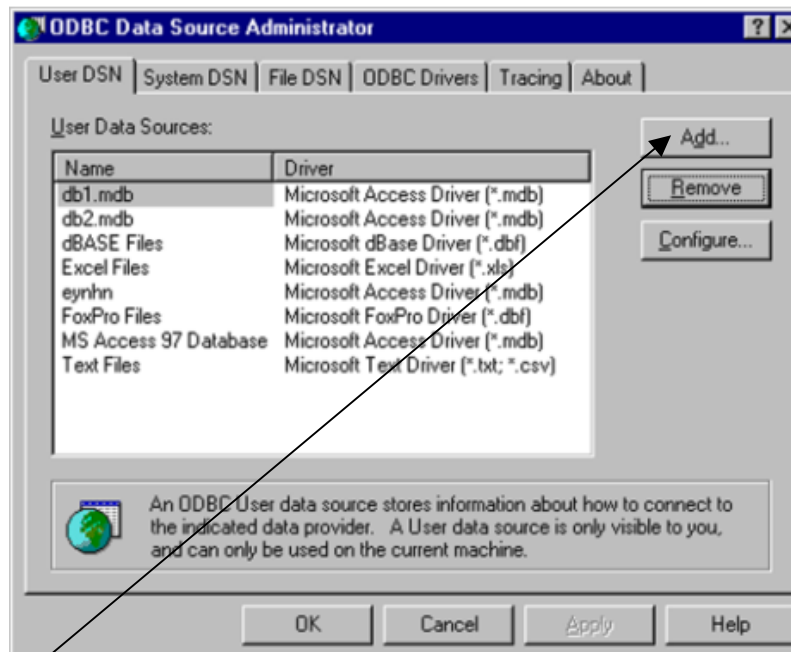 ODBC Data Source Administrator
User DSN System DSN File DSN ODBC Drivers Tracing About
User Data Sources:
Add...
Remove
Configure...
Name Driver
db1.mdb Microsoft Access Driver (*.mdb)
db2.mdb Microsoft Access Driver (*.mdb)
dBASE Files Microsoft dBase Driver (*.dbf)
Excel Files Microsoft Excel Driver (*.xls)
eynhn Microsoft Access Driver (*.mdb)
FoxPro Files Microsoft FoxPro Driver (*.dbf)
MS Access 97 Database Microsoft Access Driver (*.mdb)
Text Files Microsoft Text Driver (*.txt; *.csv)
An ODBC User data source stores information about how to connect to
the indicated data provider. A User data source is only visible to you,
and can only be used on the current machine.
OK Cancel Apply Help